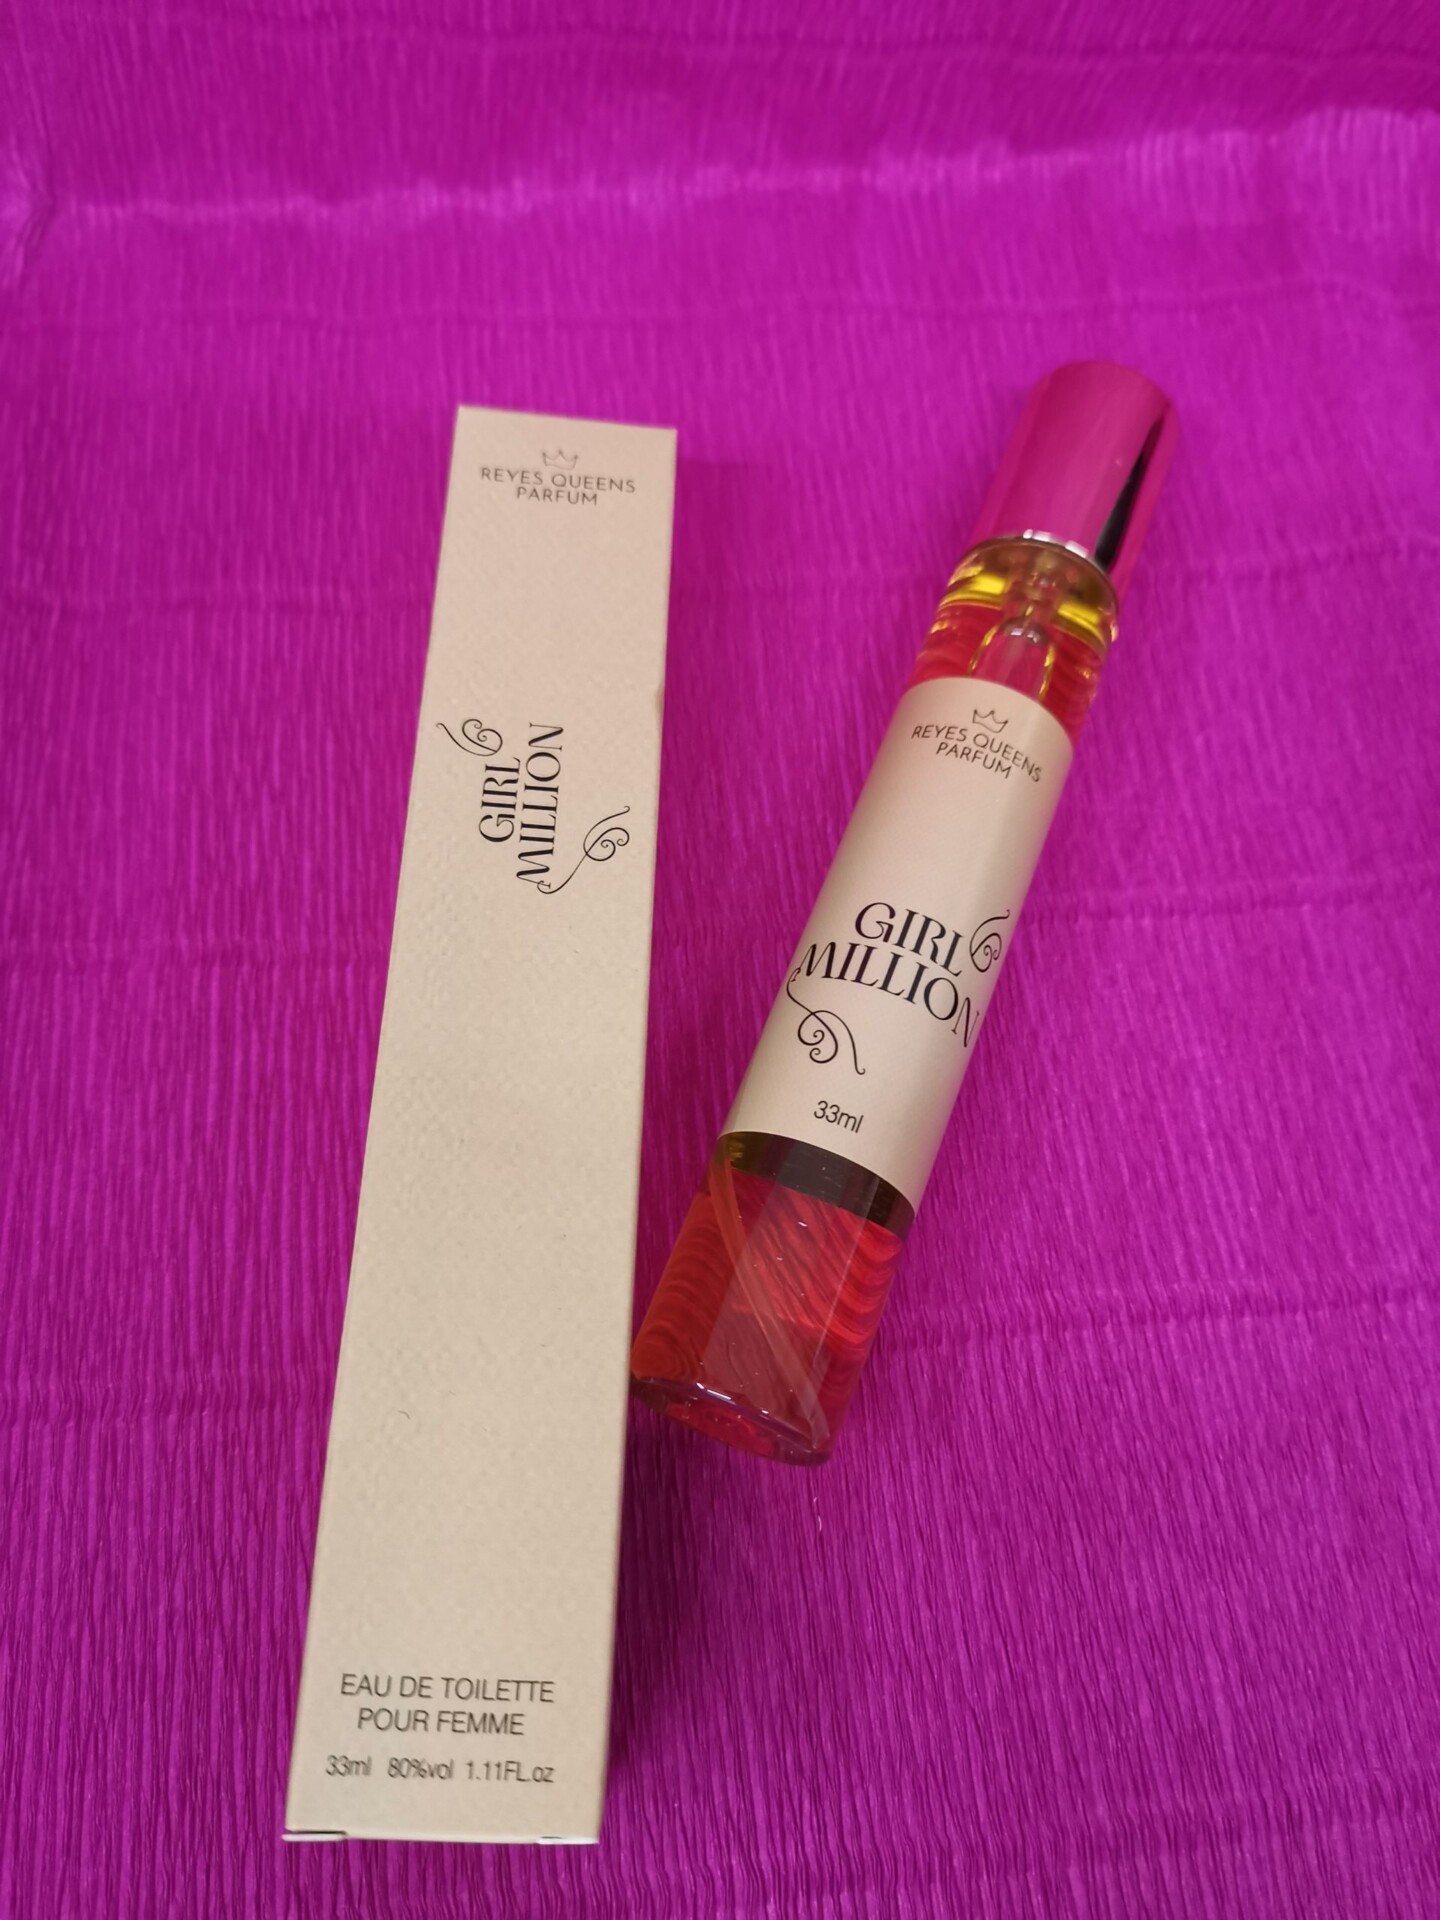 REYES QUEENS
PARFUM
GIRL
MILLION
EAU DE TOILETTE
POUR FEMME
33ml 80%vol 1.11FL.oz
REYES QUEENS
PARFUM
GIRL
MILLION
33ml